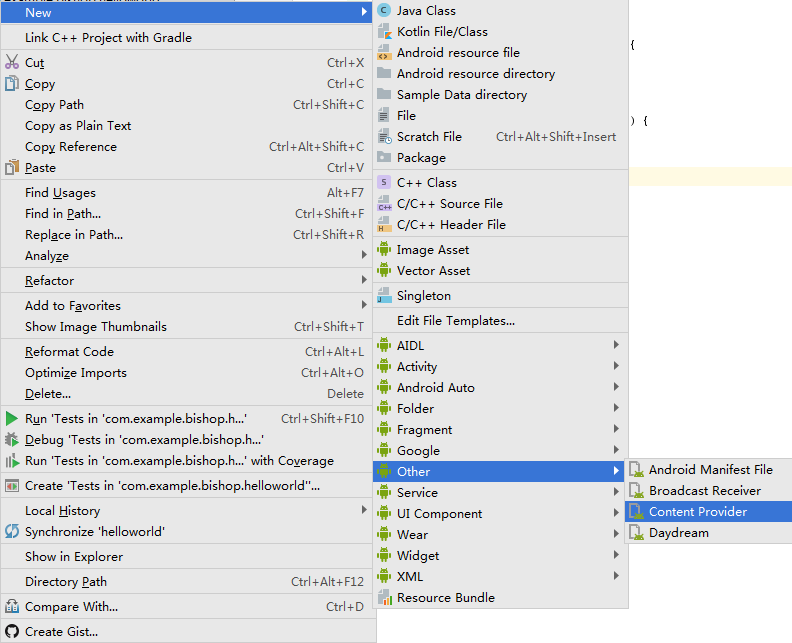 New
Link C++ Project with Gradle
Cut Ctrl+X
Copy Ctrl+C
Copy Path Ctrl+Shift+C
Copy as Plain Text
Copy Reference Ctrl+Alt+Shift+C
Paste Ctrl+V
Find Usages Alt+F7
Find in Path... Ctrl+Shift+F
Replace in Path... Ctrl+Shift+R
Analyze
Refactor
Add to Favorites
Show Image Thumbnails Ctrl+Shift+T
Reformat Code Ctrl+Alt+L
Optimize Imports Ctrl+Alt+O
Delete... Delete
Run 'Tests in 'com.example.bishop.h...' Ctrl+Shift+F10
Debug 'Tests in 'com.example.bishop.h...'
Run 'Tests in 'com.example.bishop.h...' with Coverage
Create 'Tests in 'com.example.bishop.helloworld''...
Local History
Synchronize 'helloworld'
Show in Explorer
Directory Path Ctrl+Alt+F12
Compare With... Ctrl+D
Create Gist...
Java Class
Kotlin File/Class
Android resource file
Android resource directory
Sample Data directory
File
Scratch File Ctrl+Alt+Shift+Insert
Package
C++ Class
C/C++ Source File
C/C++ Header File
Image Asset
Vector Asset
Singleton
Edit File Templates...
AIDL
Activity
Android Auto
Folder
Fragment
Google
Other
Service
UI Component
Wear
Widget
XML
Resource Bundle
Android Manifest File
Broadcast Receiver
Content Provider
Daydream
{
) {